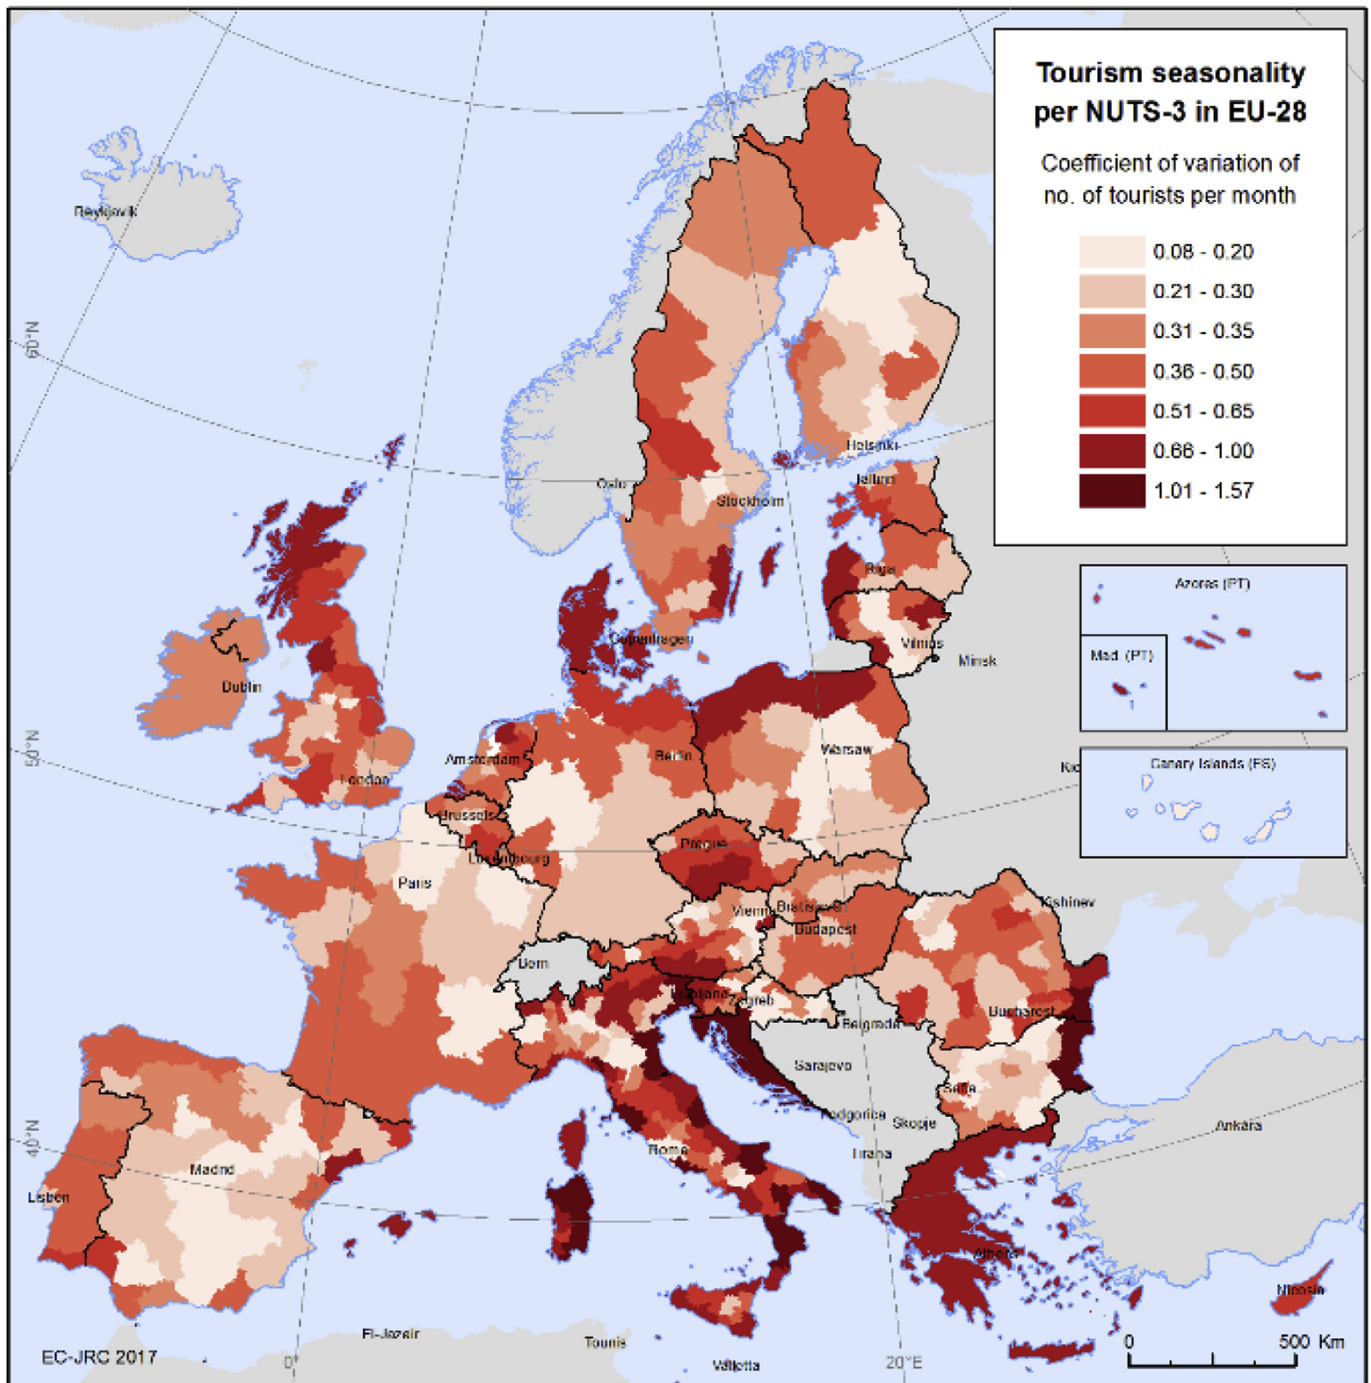 Tourism seasonality
per NUTS-3 in EU-28
Coefficient of variation of
no. of tourists per month
0.08 - 0.20
0.21 - 0.30
0.31 - 0.35
0.36 - 0.50
0.51 - 0.65
0.66 - 1.00
1.01 - 1.57
Reykjavik
60°N
Helsinki
Oslo
Tallinn
Stockholm
Riga
Azores (PT)
Copenhagen
Vilnius
Mad. (PT)
Minsk
Dublin
50°N
Amsterdam
Berlin
Warsaw
Canary Islands (ES)
London
Brussels
Prague
Luxembourg
Paris
Vienna
Bratislava
Kishinev
Budapest
Bern
Ljubljana
Zagreb
Bucharest
Belgrade
Sarajevo
Sofia
Podgorica
Skopje
Ankara
40°N
Rome
Tirana
Madrid
Lisbon
Athens
Nicosia
El-Jazair
Tounis
Valletta
0
500 Km
EC-JRC 2017
0°
20°E